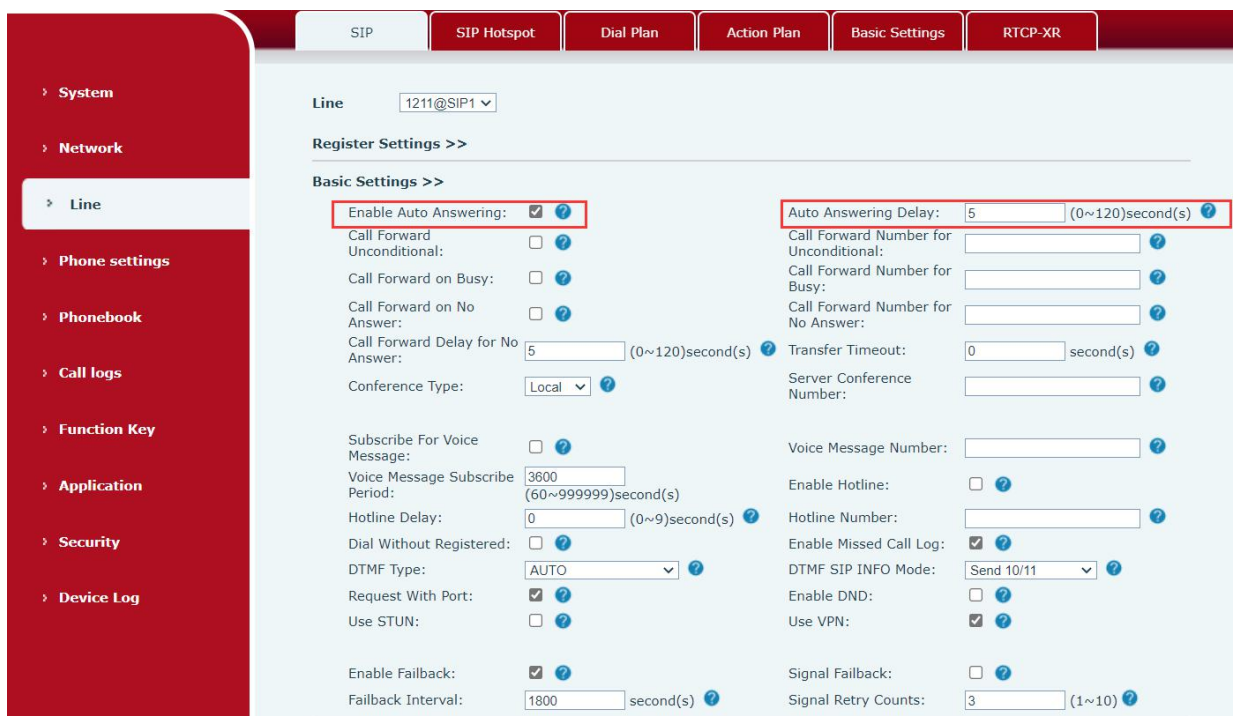 SIP
SIP Hotspot
Dial Plan
Action Plan
Basic Settings
RTCP-XR
System
Network
Line
Phone settings
Phonebook
Call logs
Function Key
Application
Security
Device Log
Line 1211@SIP1
Register Settings >>
Basic Settings >>
Enable Auto Answering:
Auto Answering Delay: 5 (0~120)second(s)
Call Forward
Unconditional:
Call Forward Number for
Unconditional:
Call Forward on Busy:
Call Forward Number for
Busy:
Call Forward on No
Answer:
Call Forward Number for
No Answer:
Call Forward Delay for No
Answer:
5 (0~120)second(s)
Transfer Timeout: 0 second(s)
Conference Type: Local
Server Conference
Number:
Subscribe For Voice
Message:
Voice Message Number:
Voice Message Subscribe
Period:
3600
(60~999999)second(s)
Enable Hotline:
Hotline Delay: 0 (0~9)second(s)
Hotline Number:
Dial Without Registered:
Enable Missed Call Log:
DTMF Type: AUTO
DTMF SIP INFO Mode: Send 10/11
Request With Port:
Enable DND:
Use STUN:
Use VPN:
Enable Failback:
Signal Failback:
Failback Interval: 1800 second(s)
Signal Retry Counts: 3 (1~10)